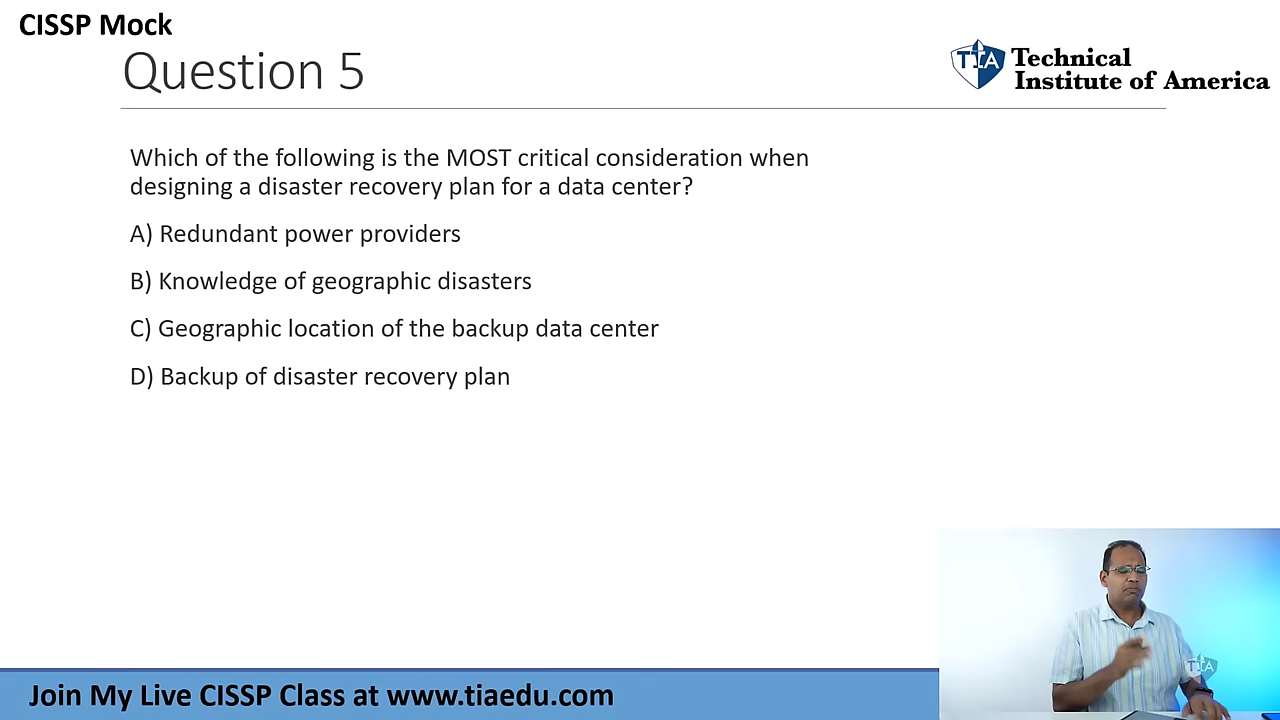 CISSP Mock
Question 5
TIA Technical
Institute of America
Which of the following is the MOST critical consideration when
designing a disaster recovery plan for a data center?
A) Redundant power providers
B) Knowledge of geographic disasters
C) Geographic location of the backup data center
D) Backup of disaster recovery plan
TIA
Join My Live CISSP Class at www.tiaedu.com